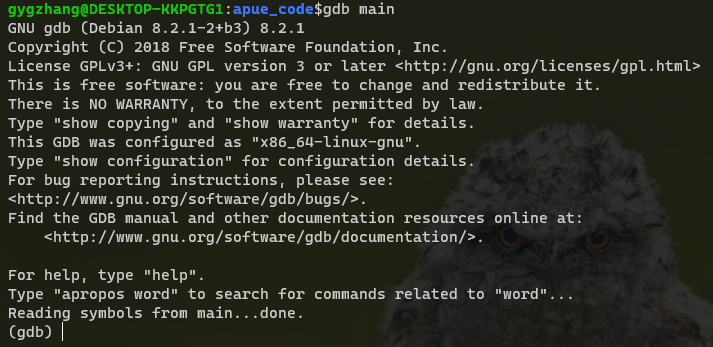 gygzhang@DESKTOP-KKPGTG1:apue_code$gdb main
GNU gdb (Debian 8.2.1-2+b3) 8.2.1
Copyright (C) 2018 Free Software Foundation, Inc.
License GPLv3+: GNU GPL version 3 or later <http://gnu.org/licenses/gpl.html>
This is free software: you are free to change and redistribute it.
There is NO WARRANTY, to the extent permitted by law.
Type "show copying" and "show warranty" for details.
This GDB was configured as "x86_64-linux-gnu".
Type "show configuration" for configuration details.
For bug reporting instructions, please see:
<http://www.gnu.org/software/gdb/bugs/>.
Find the GDB manual and other documentation resources online at:
    <http://www.gnu.org/software/gdb/documentation/>.

For help, type "help".
Type "apropos word" to search for commands related to "word"...
Reading symbols from main...done.
(gdb)